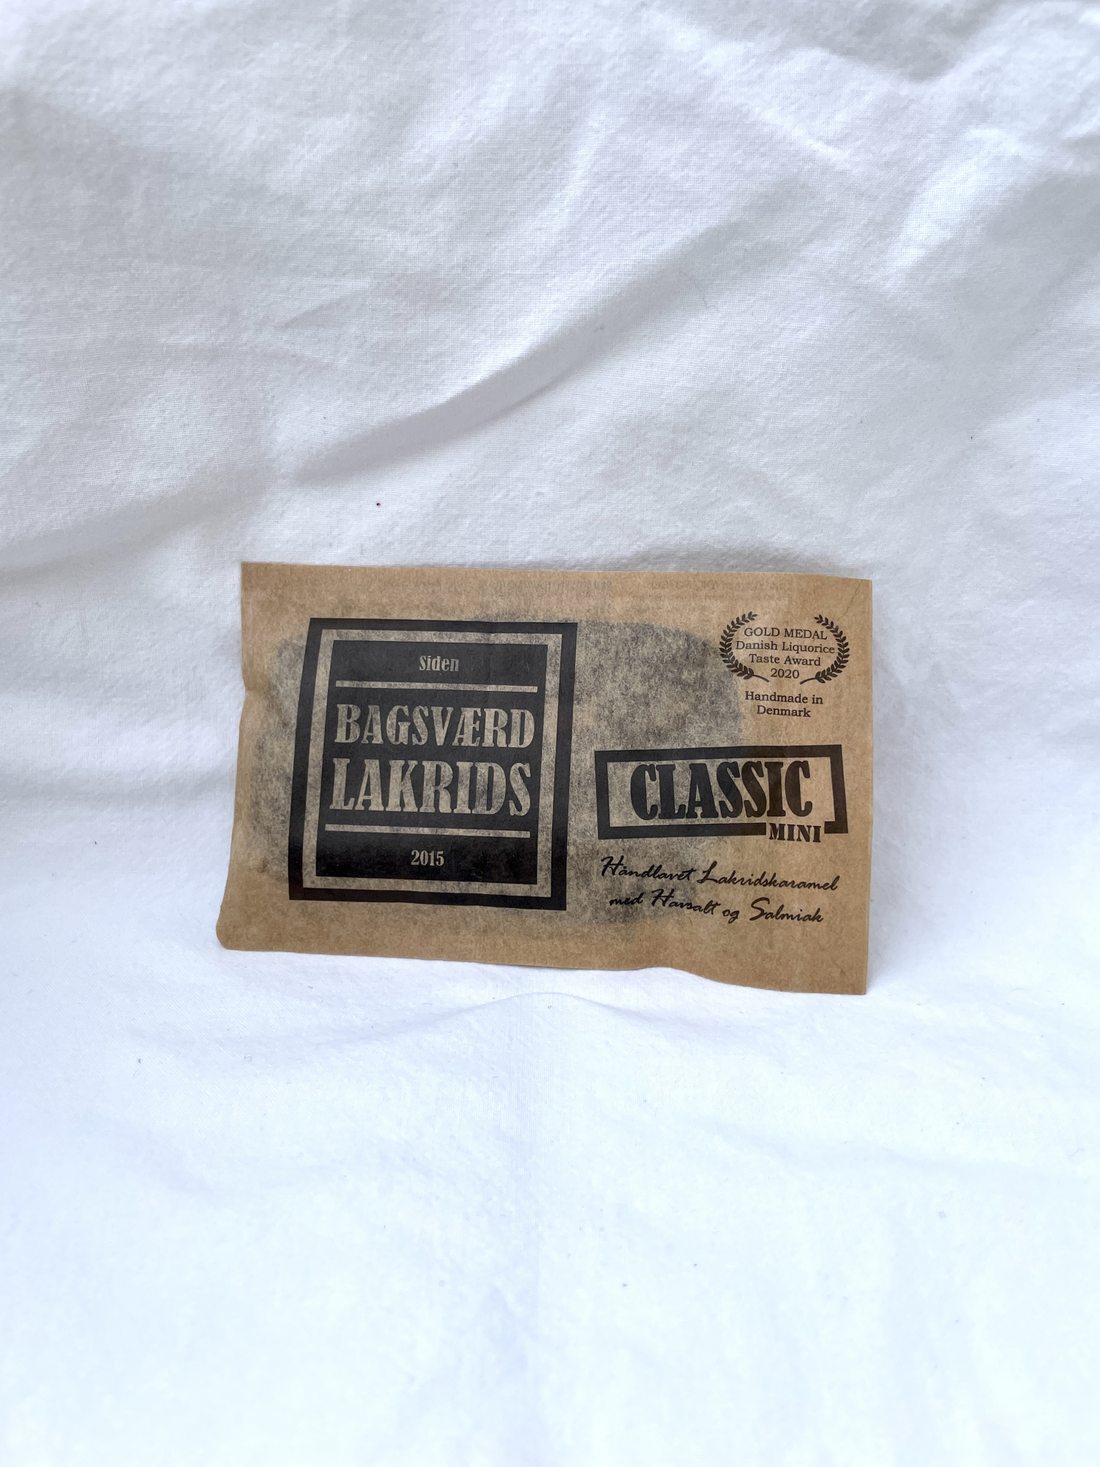 Siden
BAGSVÆRD
LAKRIDS
2015
GOLD MEDAL
Danish Liquorice
Taste Award
2020
Handmade in
Denmark
CLASSIC
MINI
Håndlavet Lakridskaramel
med Havsalt og Salmiak